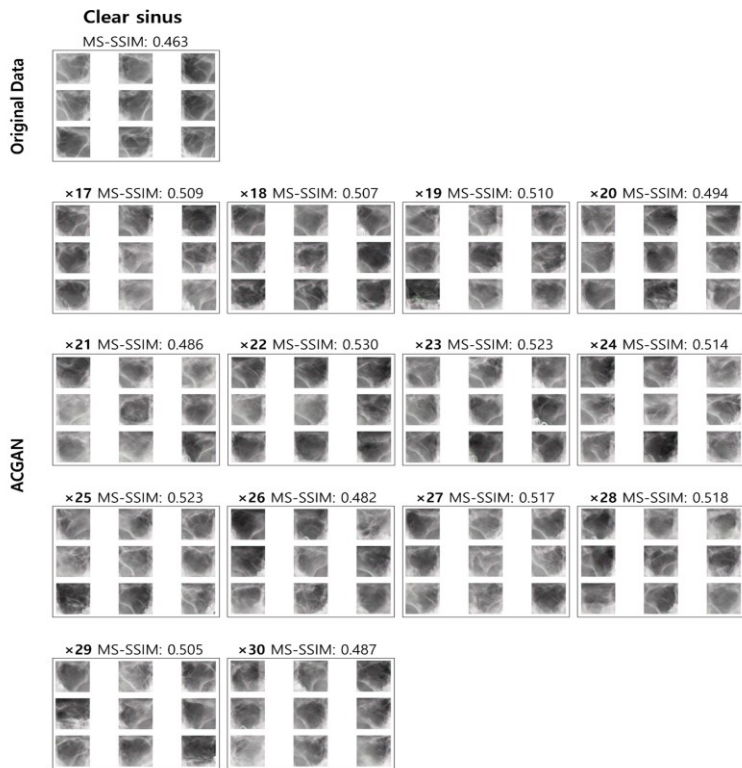 Clear sinus
MS-SSIM: 0.463
Original Data
×17 MS-SSIM: 0.509
×18 MS-SSIM: 0.507
×19 MS-SSIM: 0.510
×20 MS-SSIM: 0.494
×21 MS-SSIM: 0.486
×22 MS-SSIM: 0.530
×23 MS-SSIM: 0.523
×24 MS-SSIM: 0.514
ACGAN
×25 MS-SSIM: 0.523
×26 MS-SSIM: 0.482
×27 MS-SSIM: 0.517
×28 MS-SSIM: 0.518
×29 MS-SSIM: 0.505
×30 MS-SSIM: 0.487